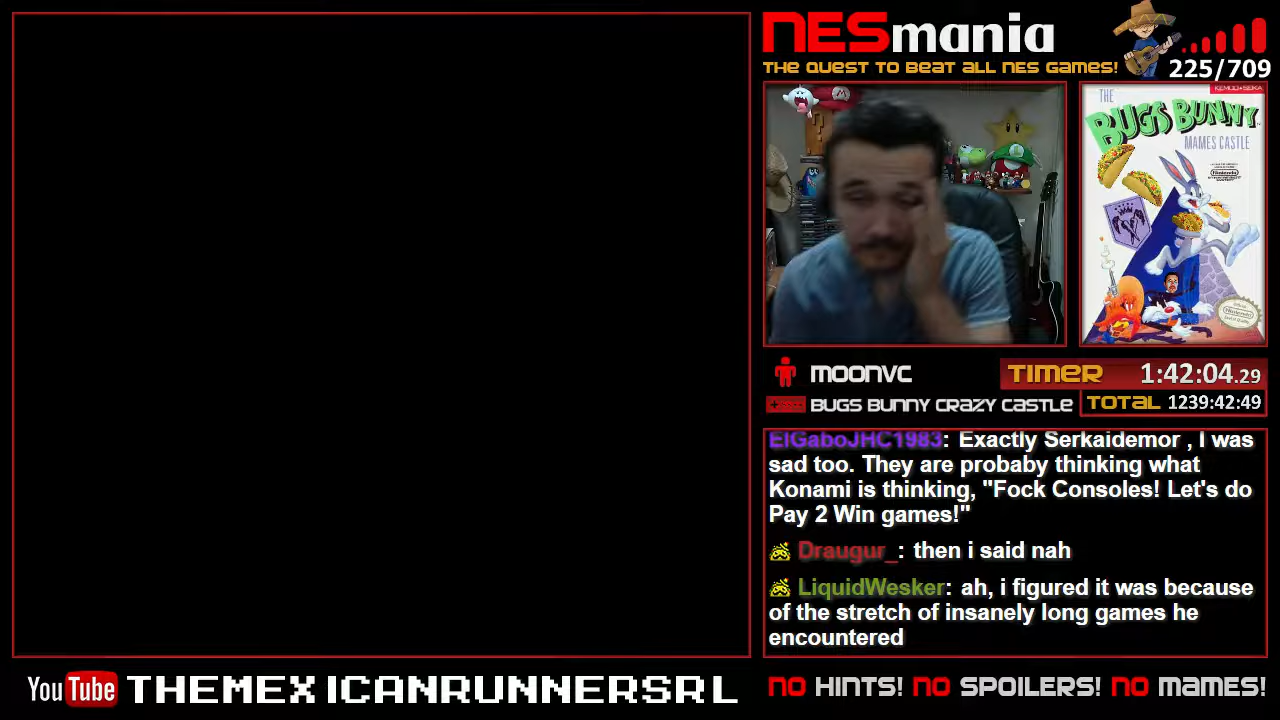 NESmania
THE QUEST TO BEAT ALL NES GAMES!
225/709
THE
BUGS BUNNY
MAMES CASTLE
Nintendo
MOONVC
TIMER 1:42:04.29
BUGS BUNNY CRAZY CASTLE
TOTAL 1239:42:49
ElGaboJHC1983: Exactly Serkaidemor , I was
sad too. They are probaby thinking what
Konami is thinking, "Fock Consoles! Let's do
Pay 2 Win games!"
Draugur_: then i said nah
LiquidWesker: ah, i figured it was because
of the stretch of insanely long games he
encountered
YouTube THEMEXICANRUNNERSRL
NO HINTS! NO SPOILERS! NO MAMES!